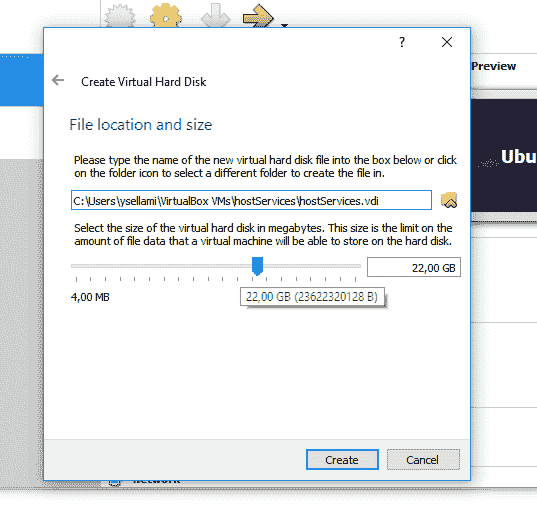 ?
Preview
Create Virtual Hard Disk
File location and size
Ubu
Please type the name of the new virtual hard disk file into the box below or click
on the folder icon to select a different folder to create the file in.
C:\Users\ysellami\VirtualBox VMs\hostServices\hostServices.vdi
Select the size of the virtual hard disk in megabytes. This size is the limit on the
amount of file data that a virtual machine will be able to store on the hard disk.
22,00 GB
4,00 MB
22,00 GB (23622320128 B)
Create
Cancel
Network